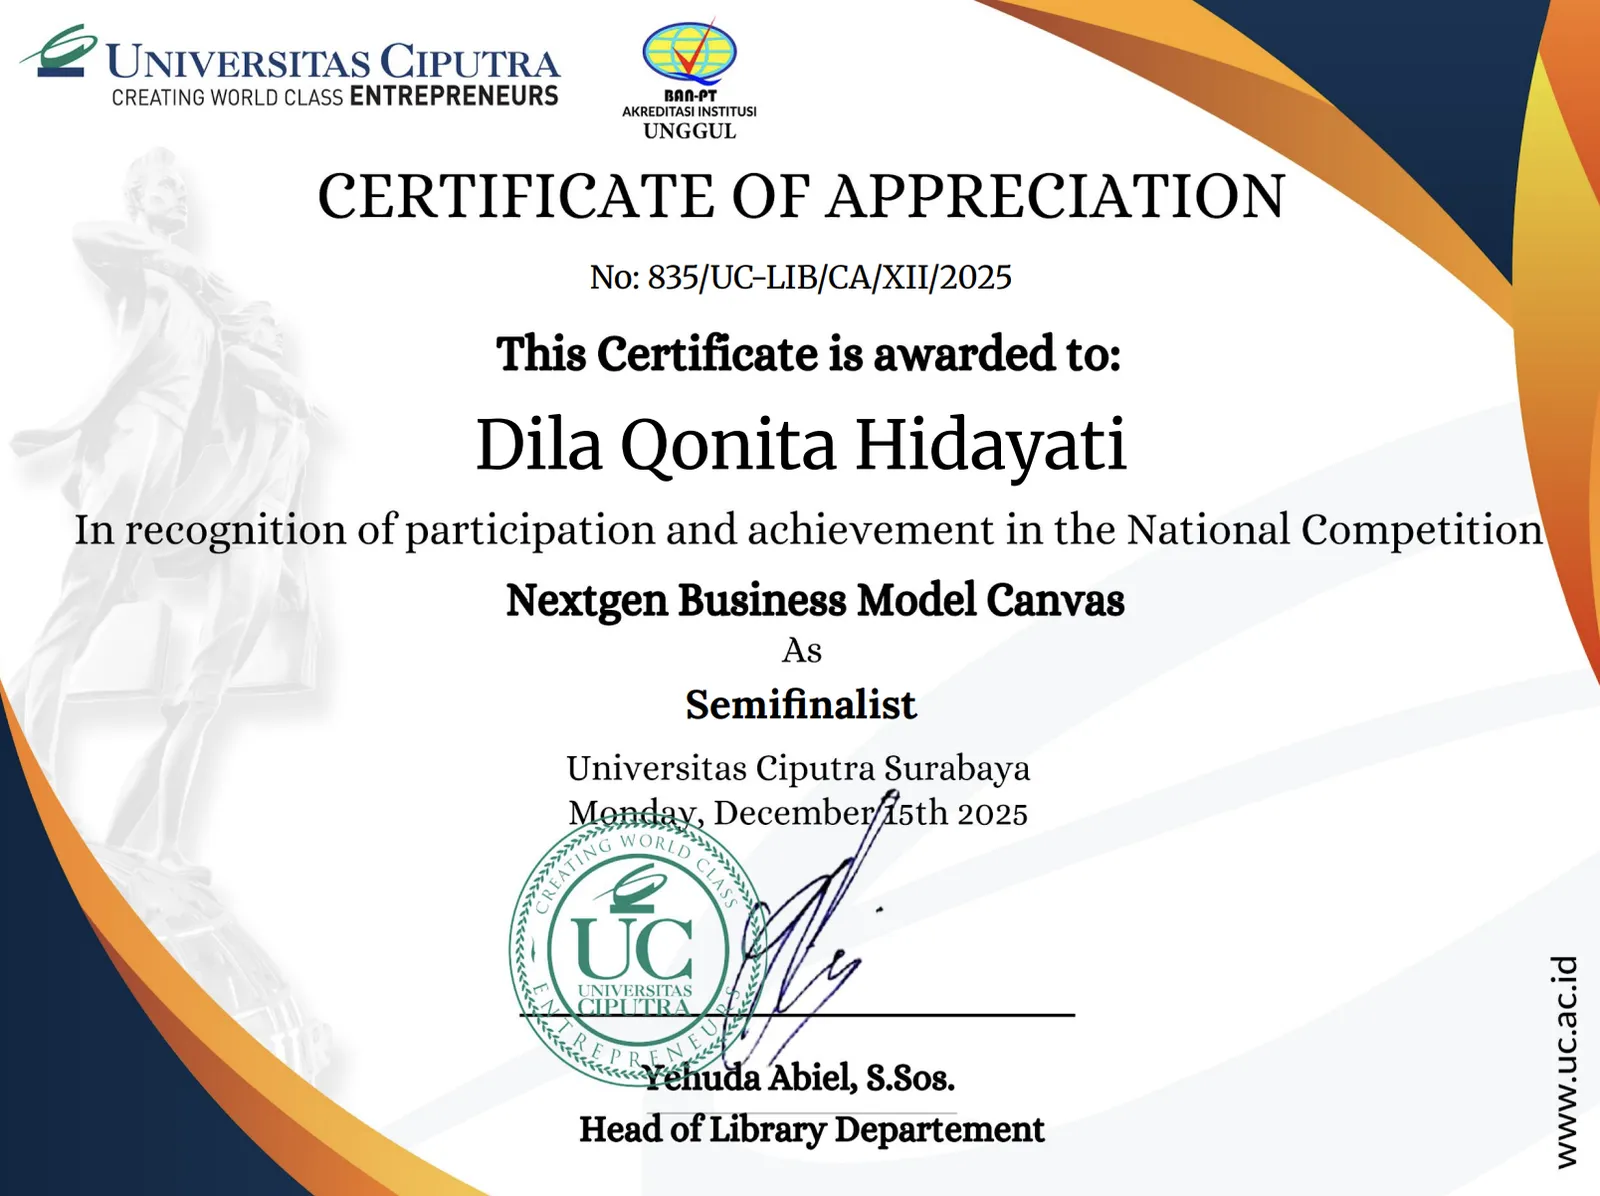 UNIVERSITAS CIPUTRA
CREATING WORLD CLASS ENTREPRENEURS
BAN-PT
AKREDITASI INSTITUSI
UNGGUL
CERTIFICATE OF APPRECIATION
No: 835/UC-LIB/CA/XII/2025
This Certificate is awarded to:
Dila Qonita Hidayati
In recognition of participation and achievement in the National Competition
Nextgen Business Model Canvas
As
Semifinalist
Universitas Ciputra Surabaya
Monday, December 15th 2025
CREATING WORLD CLASS
ENTREPRENEURS
UC
UNIVERSITAS
CIPUTRA
Yehuda Abiel, S.Sos.
Head of Library Departement
www.uc.ac.id